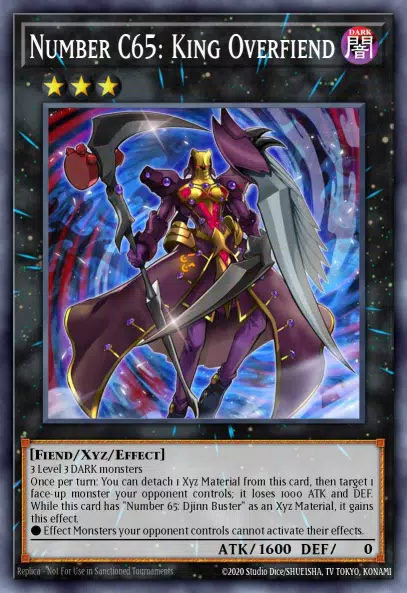 Number C65: King Overfiend
DARK
闇
[Fiend/Xyz/Effect]
3 Level 3 DARK monsters
Once per turn: You can detach 1 Xyz Material from this card, then target 1
face-up monster your opponent controls; it loses 1000 ATK and DEF.
While this card has "Number 65: Djinn Buster" as an Xyz Material, it gains
this effect.
● Effect Monsters your opponent controls cannot activate their effects.
ATK/1600 DEF/ 0
Replica - Not For Use in Sanctioned Tournaments
©2020 Studio Dice/SHUEISHA, TV TOKYO, KONAMI